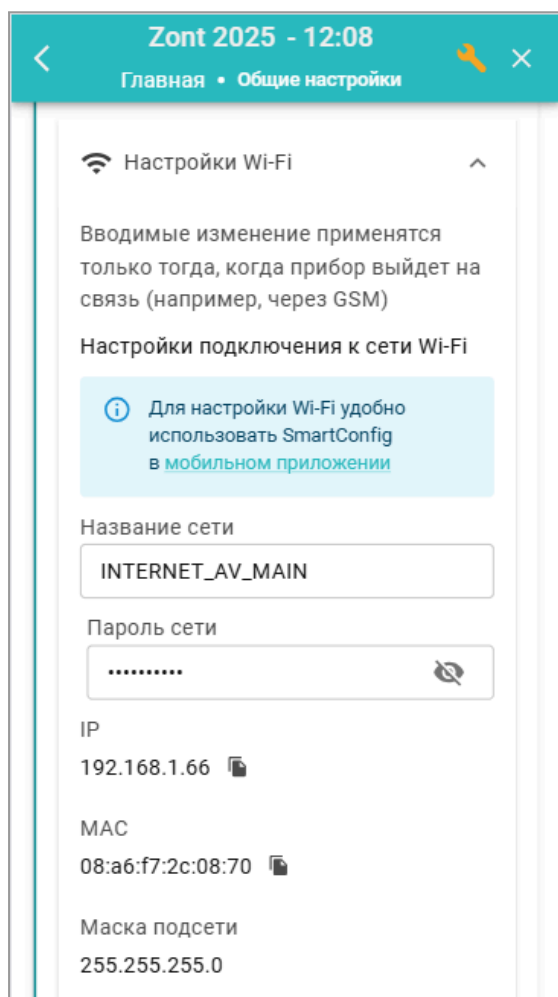 Zont 2025 - 12:08
Главная • Общие настройки
Настройки Wi-Fi
Вводимые изменение применятся
только тогда, когда прибор выйдет на
связь (например, через GSM)
Настройки подключения к сети Wi-Fi
Для настройки Wi-Fi удобно
использовать SmartConfig
в мобильном приложении
Название сети
INTERNET_AV_MAIN
Пароль сети
••••••••••
IP
192.168.1.66
MAC
08:a6:f7:2c:08:70
Маска подсети
255.255.255.0